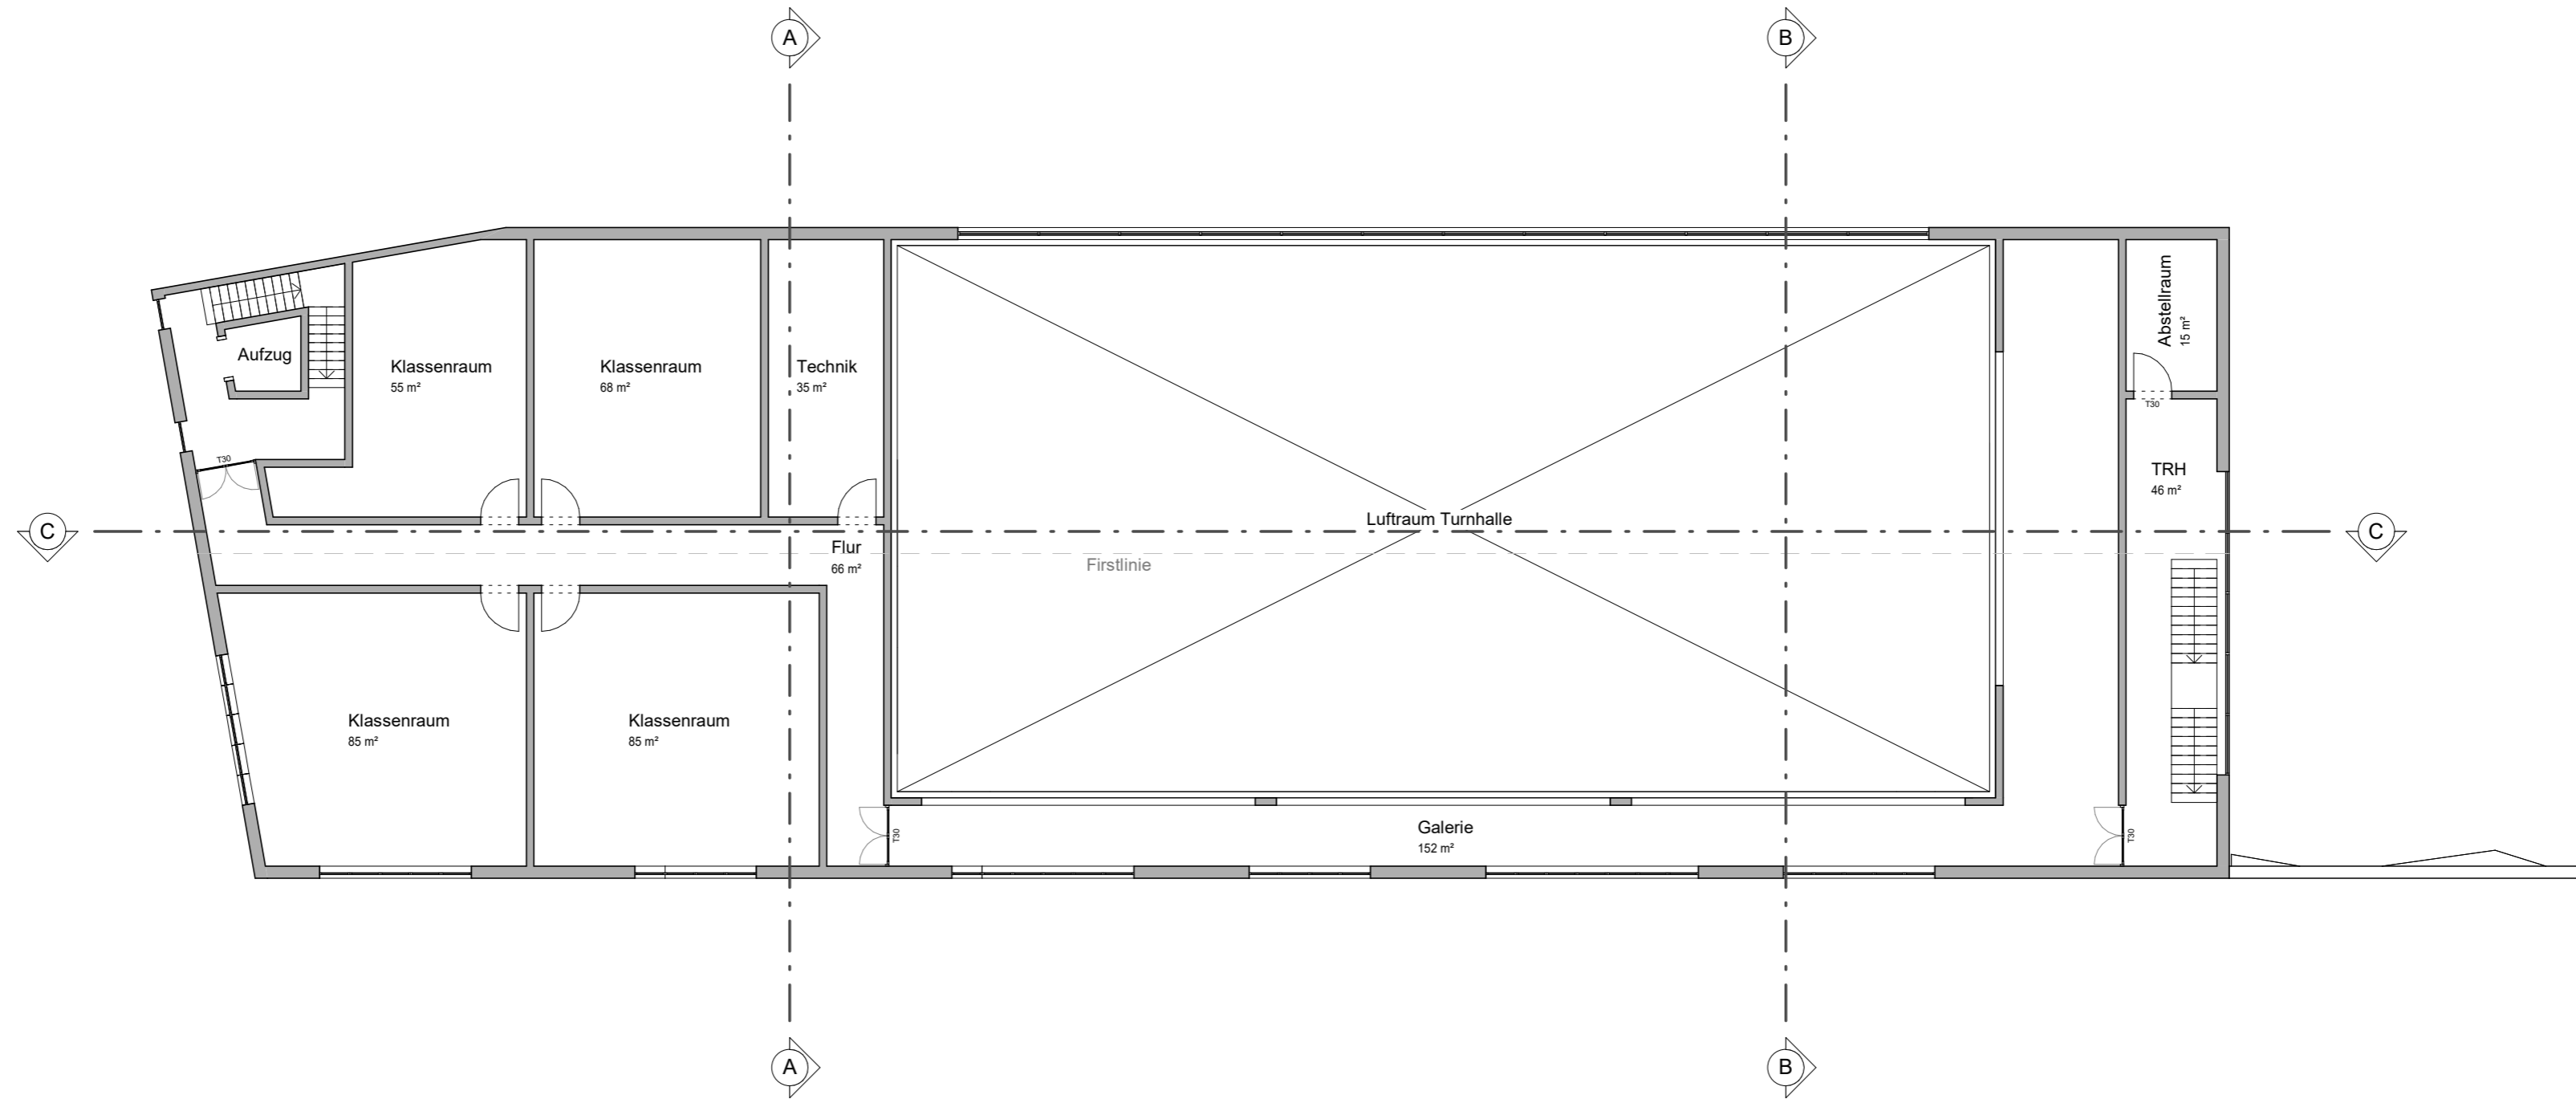 A
B
Abstellraum
15 m²
Aufzug
Klassenraum
55 m²
Klassenraum
68 m²
Technik
35 m²
T30
T30
TRH
46 m²
C
Luftraum Turnhalle
C
Flur
66 m²
Firstlinie
Klassenraum
85 m²
Klassenraum
85 m²
T30
Galerie
152 m²
T30
A
B